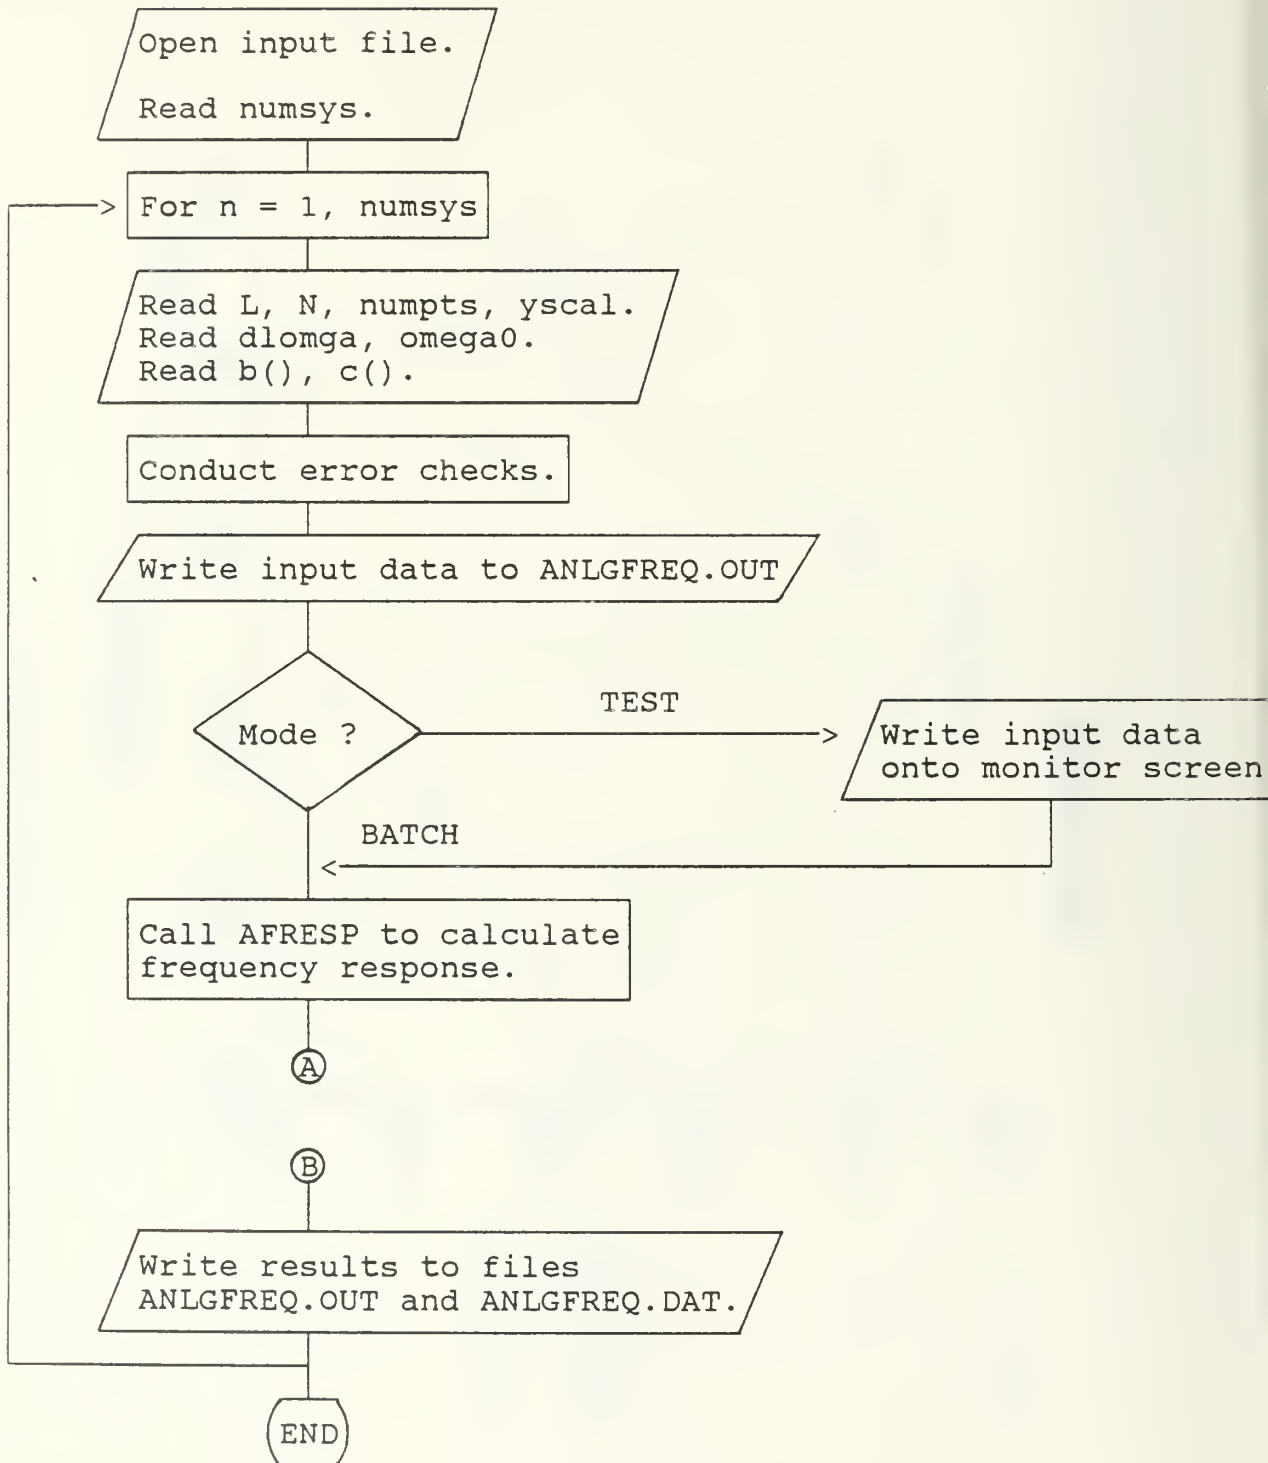 Open input file.
Read numsys.
> For n = 1, numsys
Read L, N, numpts, yscal.
Read dlomga, omega0.
Read b(), c().
Conduct error checks.
Write input data to ANLGFREQ.OUT
Mode ?
TEST
>
Write input data
onto monitor screen
BATCH
<
Call AFRESP to calculate
frequency response.
A
B
Write results to files
ANLGFREQ.OUT and ANLGFREQ.DAT.
END